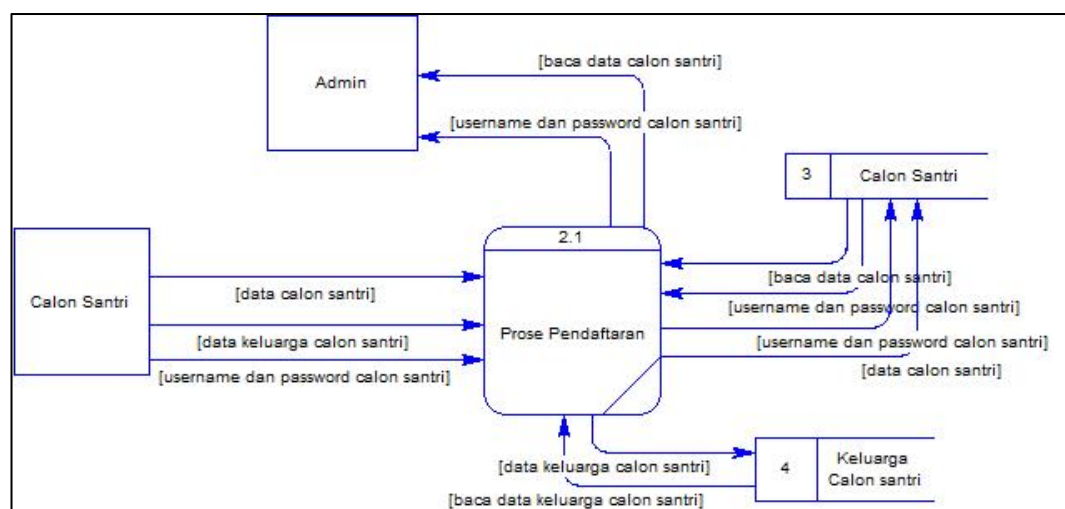 Admin
[baca data calon santri]
[username dan password calon santri]
3
Calon Santri
2.1
Prose Pendaftaran
Calon Santri
[data calon santri]
[data keluarga calon santri]
[username dan password calon santri]
[baca data calon santri]
[username dan password calon santri]
[username dan password calon santri]
[data calon santri]
[data keluarga calon santri]
[baca data keluarga calon santri]
4
Keluarga
Calon santri